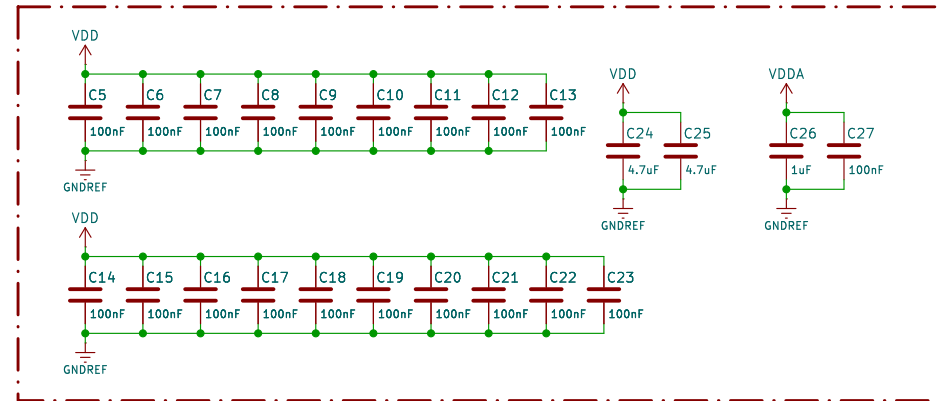 VDD
C5 C6 C7 C8 C9 C10 C11 C12 C13
100nF 100nF 100nF 100nF 100nF 100nF 100nF 100nF 100nF
GNDREF
VDD
C24 C25
4.7uF 4.7uF
GNDREF
VDDA
C26 C27
1uF 100nF
GNDREF
VDD
C14 C15 C16 C17 C18 C19 C20 C21 C22 C23
100nF 100nF 100nF 100nF 100nF 100nF 100nF 100nF 100nF 100nF
GNDREF